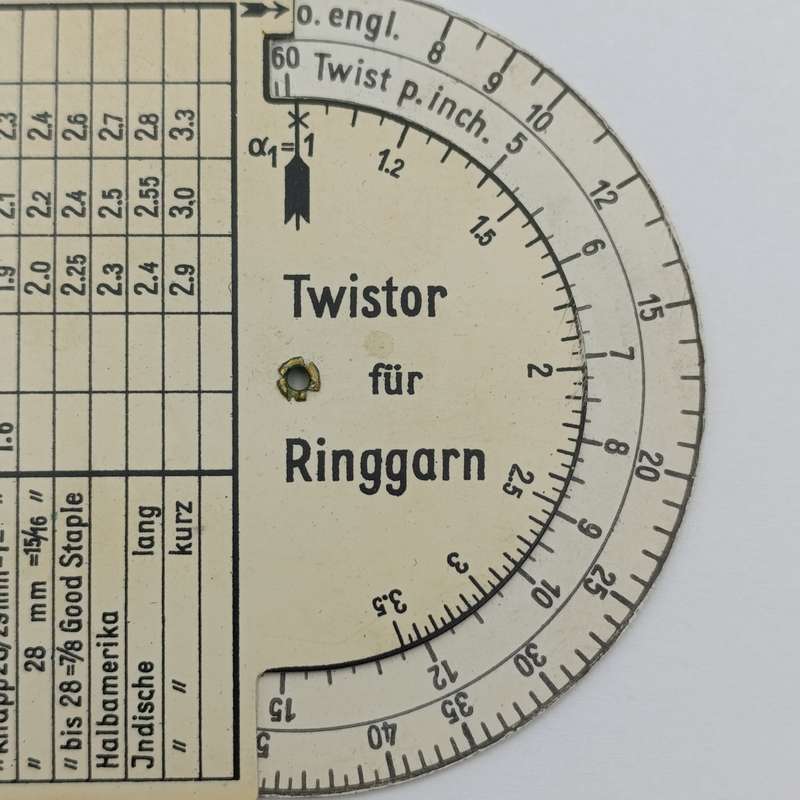 o. engl.
60 Twist p. inch.
8 9 10 12 15 20 25 30 35 40
5 6 7 8 9 10 12 15
α₁=1 1.2 1.5 2 2.5 3 3.5
Twistor
für
Ringgarn
2.3 2.4 2.6 2.7 2.8 3.3
2.1 2.2 2.4 2.5 2.55 3.0
1.9 2.0 2.25 2.3 2.4 2.9
1.6
" 28 mm =15/16 "
" bis 28 =7/8 Good Staple
Halbamerika
Jndische lang
" " kurz